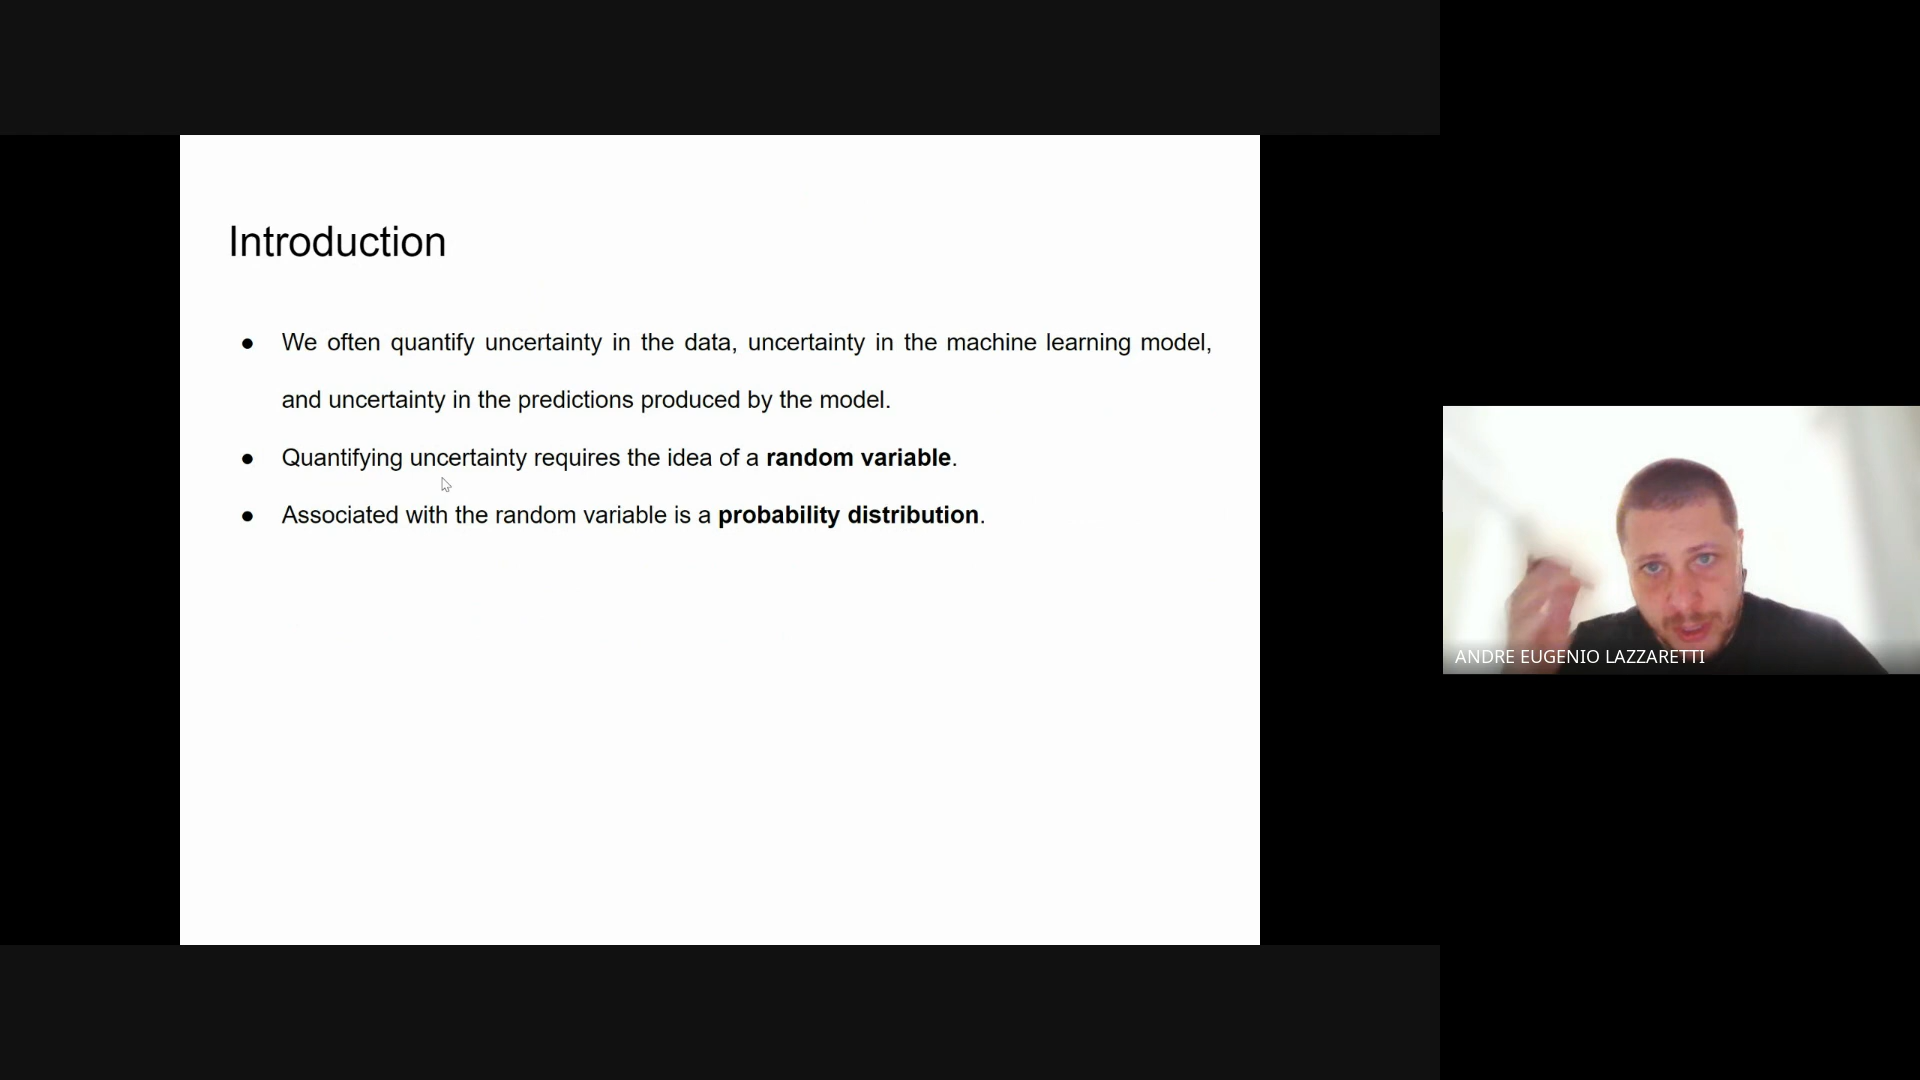 Introduction
● We often quantify uncertainty in the data, uncertainty in the machine learning model,
and uncertainty in the predictions produced by the model.
● Quantifying uncertainty requires the idea of a random variable.
● Associated with the random variable is a probability distribution.
ANDRE EUGENIO LAZZARETTI